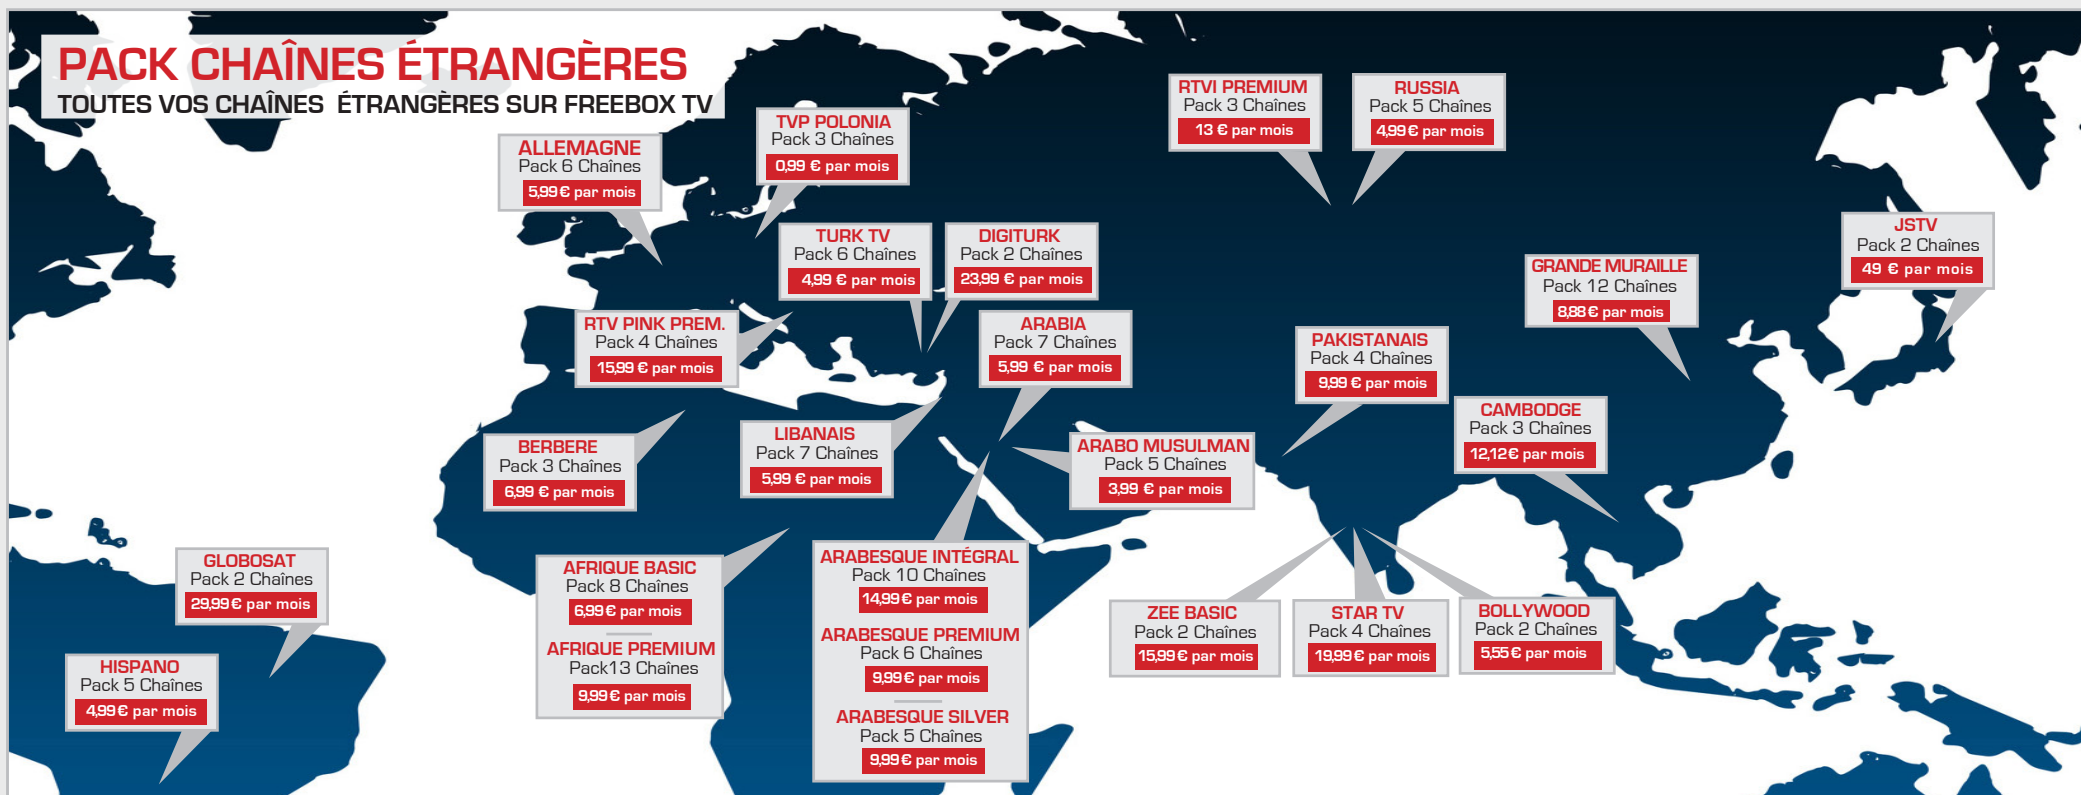 PACK CHAÎNES ÉTRANGÈRES
TOUTES VOS CHAÎNES ÉTRANGÈRES SUR FREEBOX TV
ALLEMAGNE
Pack 6 Chaînes
5,99 € par mois
TVP POLONIA
Pack 3 Chaînes
0,99 € par mois
RTVI PREMIUM
Pack 3 Chaînes
13 € par mois
RUSSIA
Pack 5 Chaînes
4,99 € par mois
TURK TV
Pack 6 Chaînes
4,99 € par mois
DIGITURK
Pack 2 Chaînes
23,99 € par mois
JSTV
Pack 2 Chaînes
49 € par mois
GRANDE MURAILLE
Pack 12 Chaînes
8,88 € par mois
RTV PINK PREM.
Pack 4 Chaînes
15,99 € par mois
ARABIA
Pack 7 Chaînes
5,99 € par mois
PAKISTANAIS
Pack 4 Chaînes
9,99 € par mois
CAMBODGE
Pack 3 Chaînes
12,12 € par mois
BERBERE
Pack 3 Chaînes
6,99 € par mois
LIBANAIS
Pack 7 Chaînes
5,99 € par mois
ARABO MUSULMAN
Pack 5 Chaînes
3,99 € par mois
GLOBOSAT
Pack 2 Chaînes
29,99 € par mois
HISPANO
Pack 5 Chaînes
4,99 € par mois
AFRIQUE BASIC
Pack 8 Chaînes
6,99 € par mois
AFRIQUE PREMIUM
Pack13 Chaînes
9,99 € par mois
ARABESQUE INTÉGRAL
Pack 10 Chaînes
14,99 € par mois
ARABESQUE PREMIUM
Pack 6 Chaînes
9,99 € par mois
ARABESQUE SILVER
Pack 5 Chaînes
9,99 € par mois
ZEE BASIC
Pack 2 Chaînes
15,99 € par mois
STAR TV
Pack 4 Chaînes
19,99 € par mois
BOLLYWOOD
Pack 2 Chaînes
5,55 € par mois